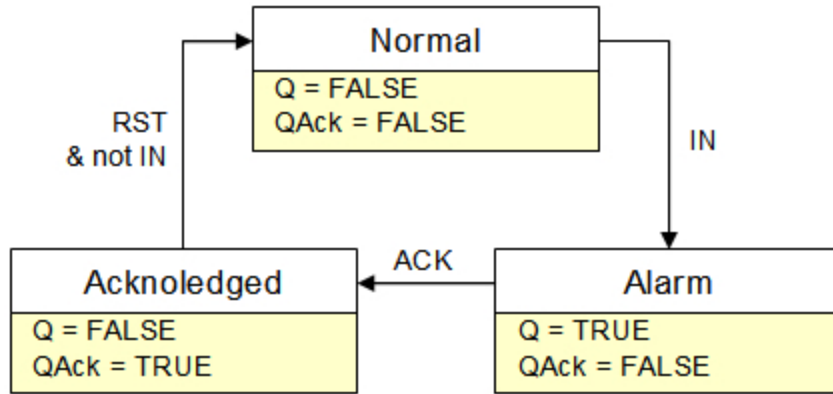 Normal
Q = FALSE
QAck = FALSE
RST
& not IN
IN
ACK
Acknoledged
Q = FALSE
QAck = TRUE
Alarm
Q = TRUE
QAck = FALSE